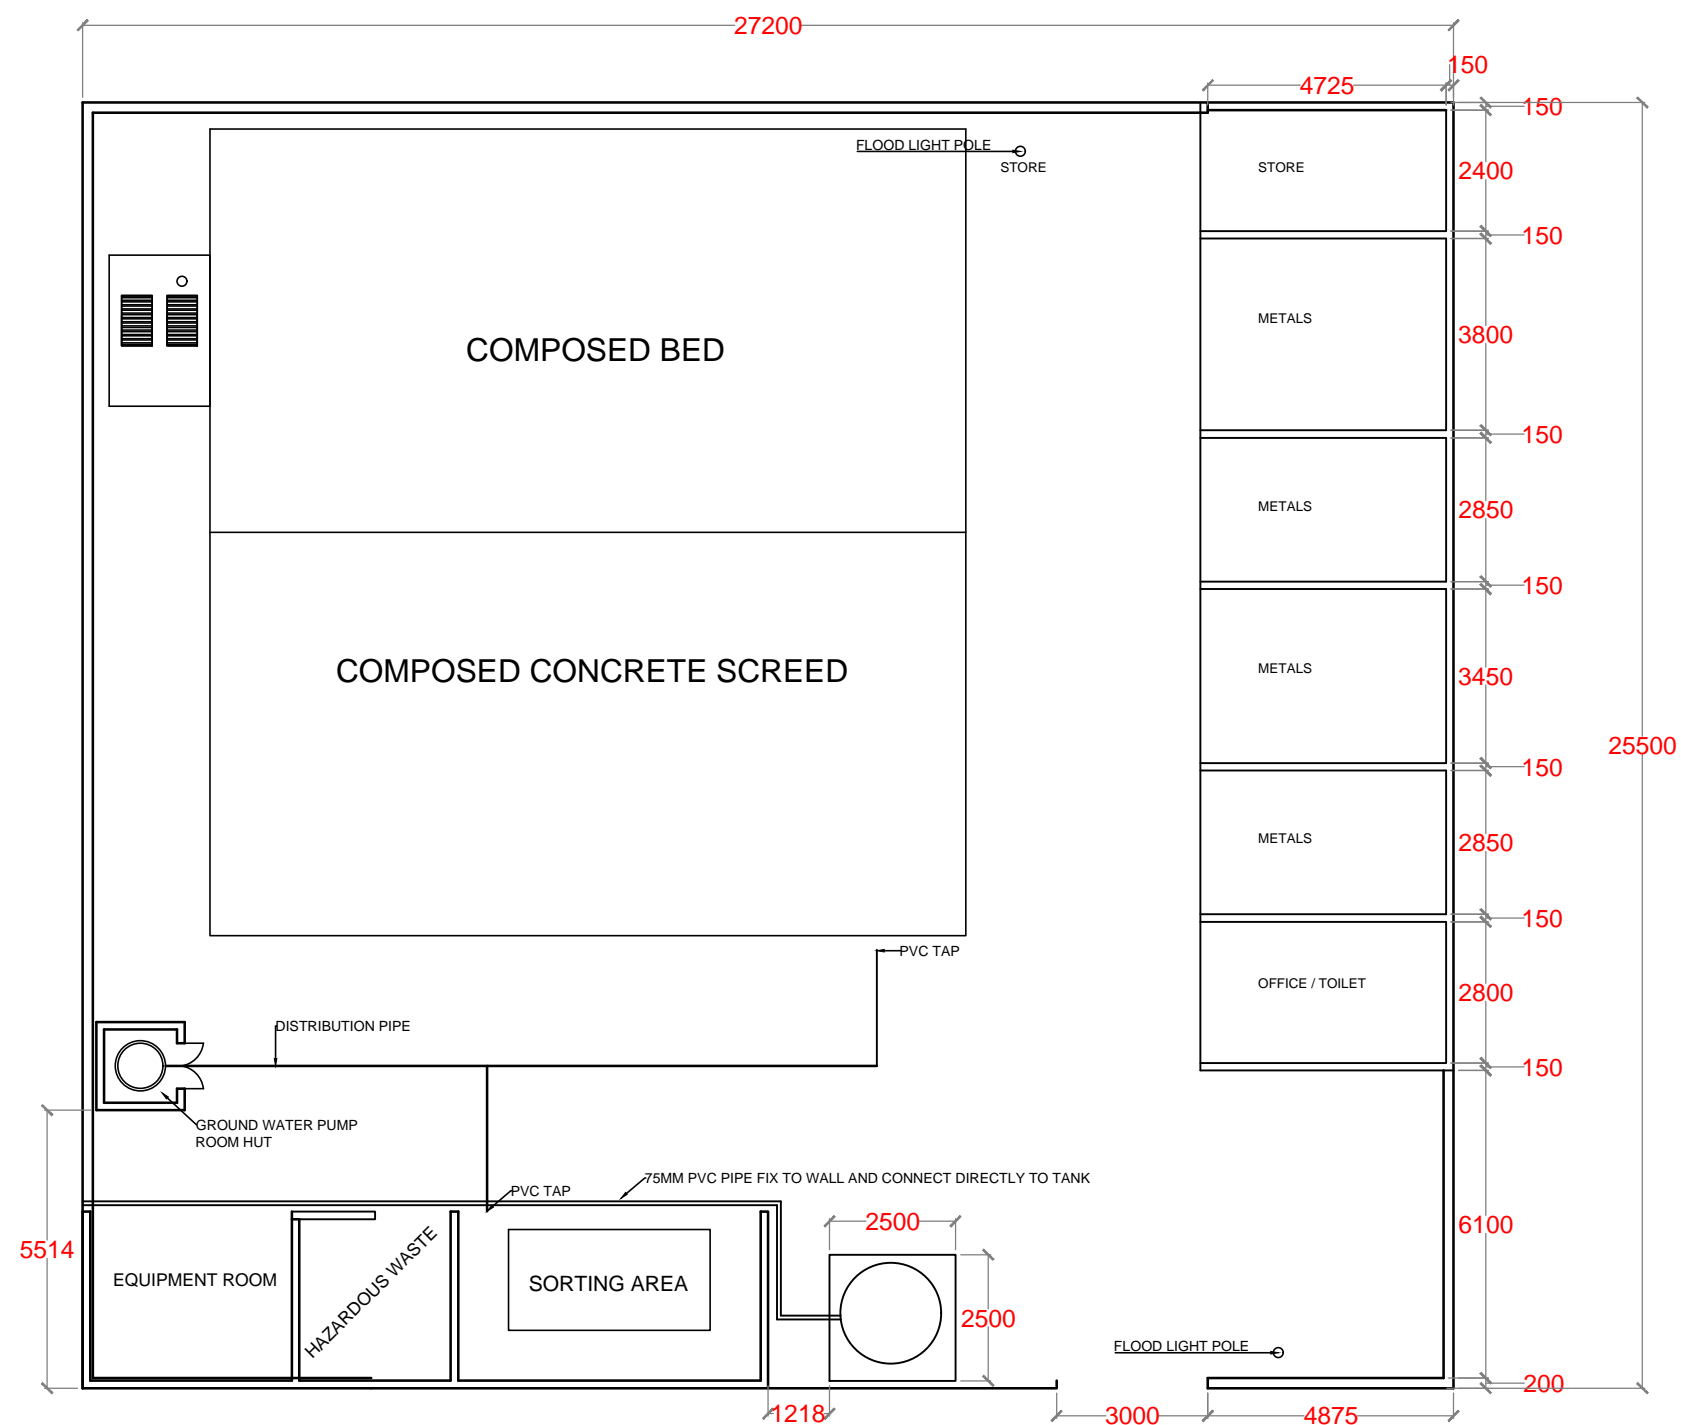 27200
150
4725
150
FLOOD LIGHT POLE
STORE
STORE
2400
150
METALS
3800
COMPOSED BED
150
METALS
2850
150
COMPOSED CONCRETE SCREED
METALS
3450
25500
150
METALS
2850
150
PVC TAP
OFFICE / TOILET
2800
DISTRIBUTION PIPE
150
GROUND WATER PUMP
ROOM HUT
75MM PVC PIPE FIX TO WALL AND CONNECT DIRECTLY TO TANK
PVC TAP
2500
6100
5514
EQUIPMENT ROOM
HAZARDOUS WASTE
SORTING AREA
2500
FLOOD LIGHT POLE
200
1218
3000
4875